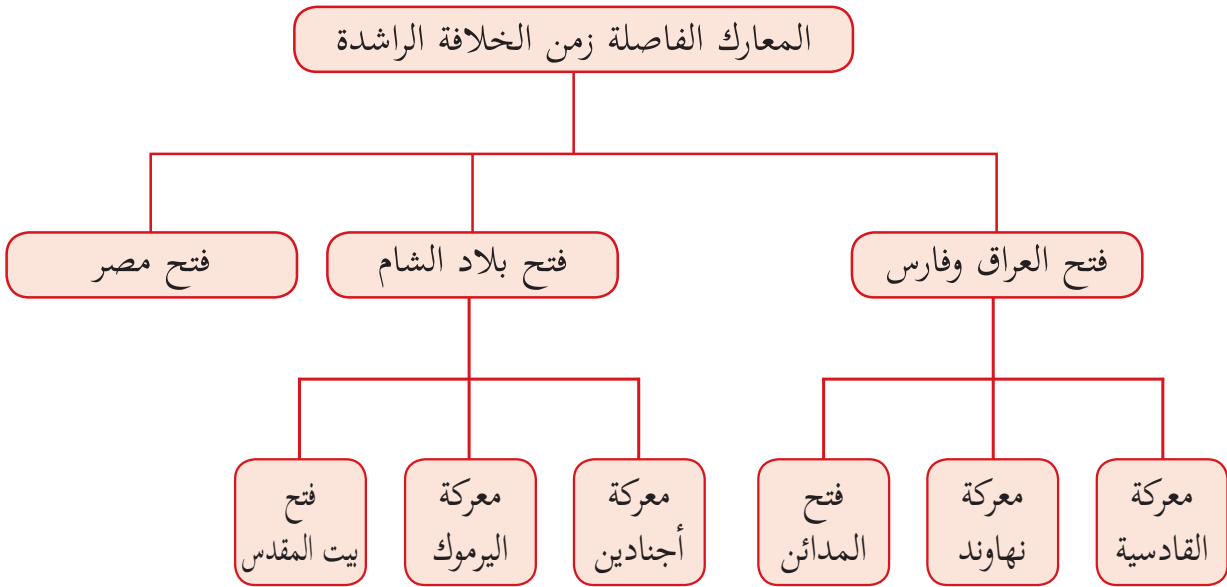 المعارك الفاصلة زمن الخلافة الراشدة
فتح العراق وفارس
فتح بلاد الشام
فتح مصر
معركة
القادسية
معركة
نهاوند
فتح
المدائن
معركة
أجنادين
معركة
اليرموك
فتح
بيت المقدس